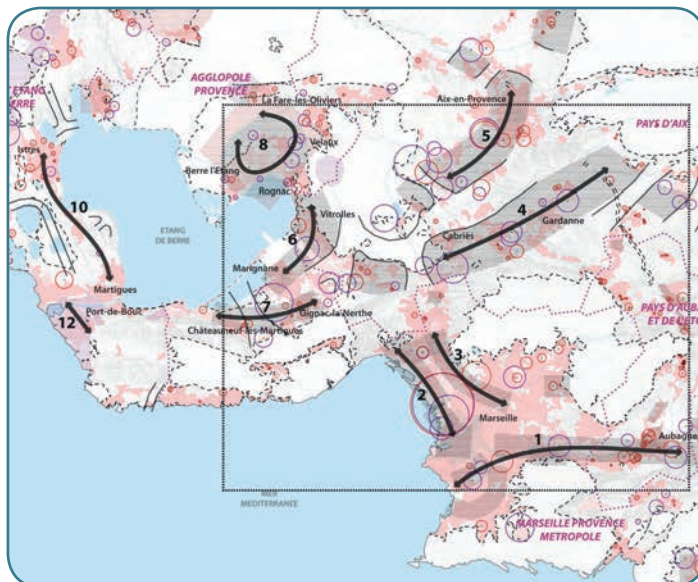 AGGLOPOLE
PROVENCE
ETANG
ERRE
La Fare-les-Oliviers
Aix-en-Provence
PAYS D'AIX
5
Velaux
8
Istres
Berre l'Etang
Rognac
10
4
Vitrolles
Gardanne
ETANG
DE BERRE
6
Cabriès
Marignane
Martigues
7
Port-de-Bouc
Gignac-la-Nerthe
12
Châteauneuf-les-Martigues
PAYS D'AUB
ET DE L'ETO
3
2
Marseille
1
Aubagne
MER
MEDITERRANEE
MARSEILLE PROVENCE
METROPOLE